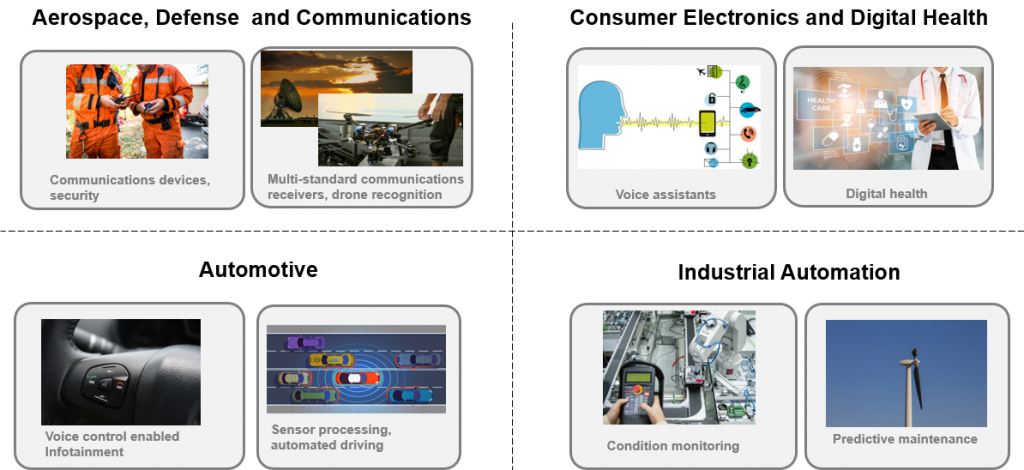 Aerospace, Defense and Communications
Communications devices,
security
Multi-standard communications
receivers, drone recognition
Consumer Electronics and Digital Health
Voice assistants
HEALTH
CARE
Digital health
Automotive
Voice control enabled
Infotainment
Sensor processing,
automated driving
Industrial Automation
Condition monitoring
Predictive maintenance